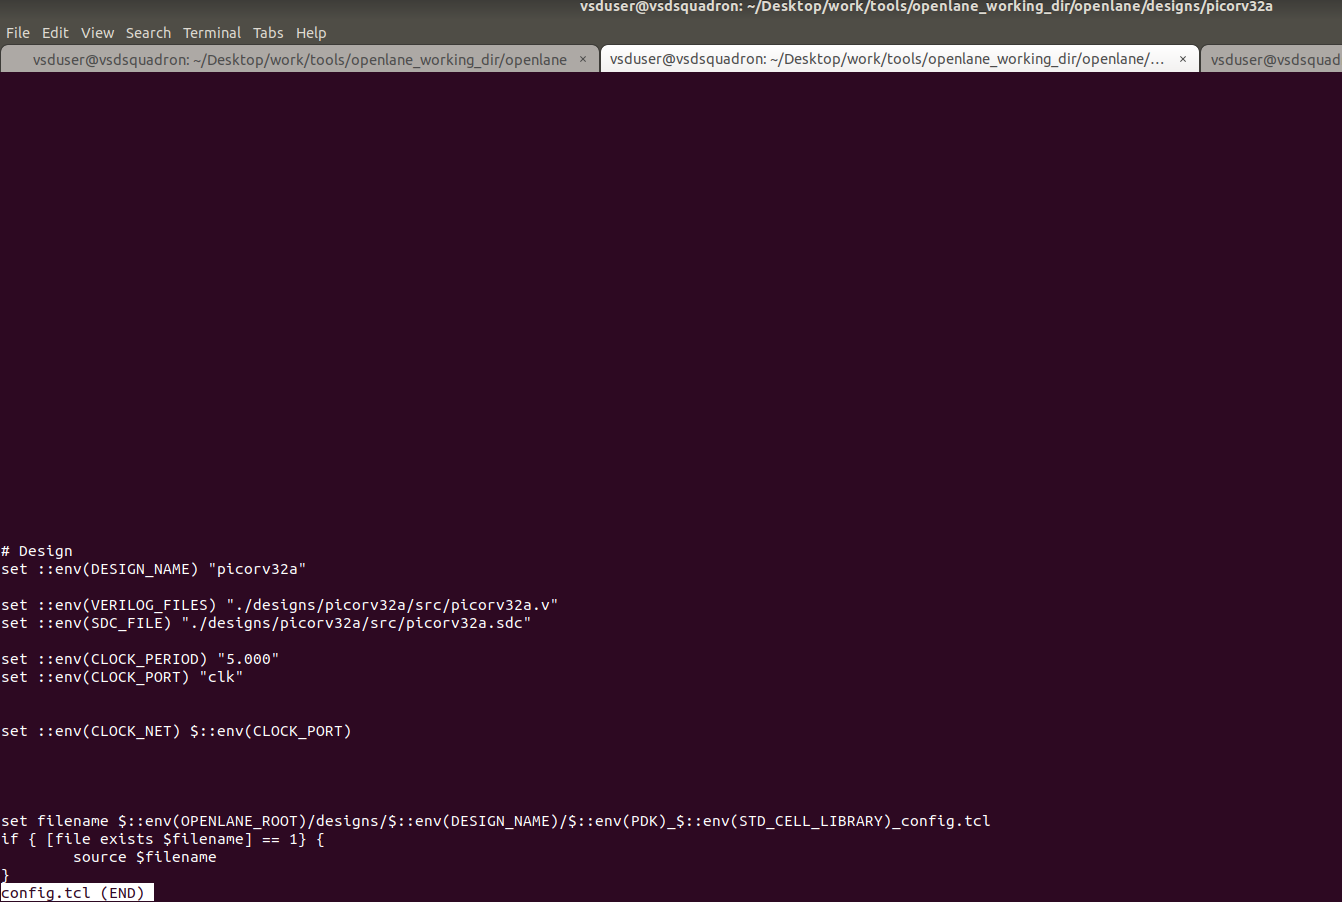 vsduser@vsdsquadron: ~/Desktop/work/tools/openlane_working_dir/openlane/designs/picorv32a
File Edit View Search Terminal Tabs Help
vsduser@vsdsquadron: ~/Desktop/work/tools/openlane_working_dir/openlane × vsduser@vsdsquadron: ~/Desktop/work/tools/openlane_working_dir/openlane/... × vsduser@vsdsquad
# Design
set ::env(DESIGN_NAME) "picorv32a"
set ::env(VERILOG_FILES) "./designs/picorv32a/src/picorv32a.v"
set ::env(SDC_FILE) "./designs/picorv32a/src/picorv32a.sdc"
set ::env(CLOCK_PERIOD) "5.000"
set ::env(CLOCK_PORT) "clk"
set ::env(CLOCK_NET) $::env(CLOCK_PORT)
set filename $::env(OPENLANE_ROOT)/designs/$::env(DESIGN_NAME)/$::env(PDK)_$::env(STD_CELL_LIBRARY)_config.tcl
if { [file exists $filename] == 1} {
source $filename
}
config.tcl (END)